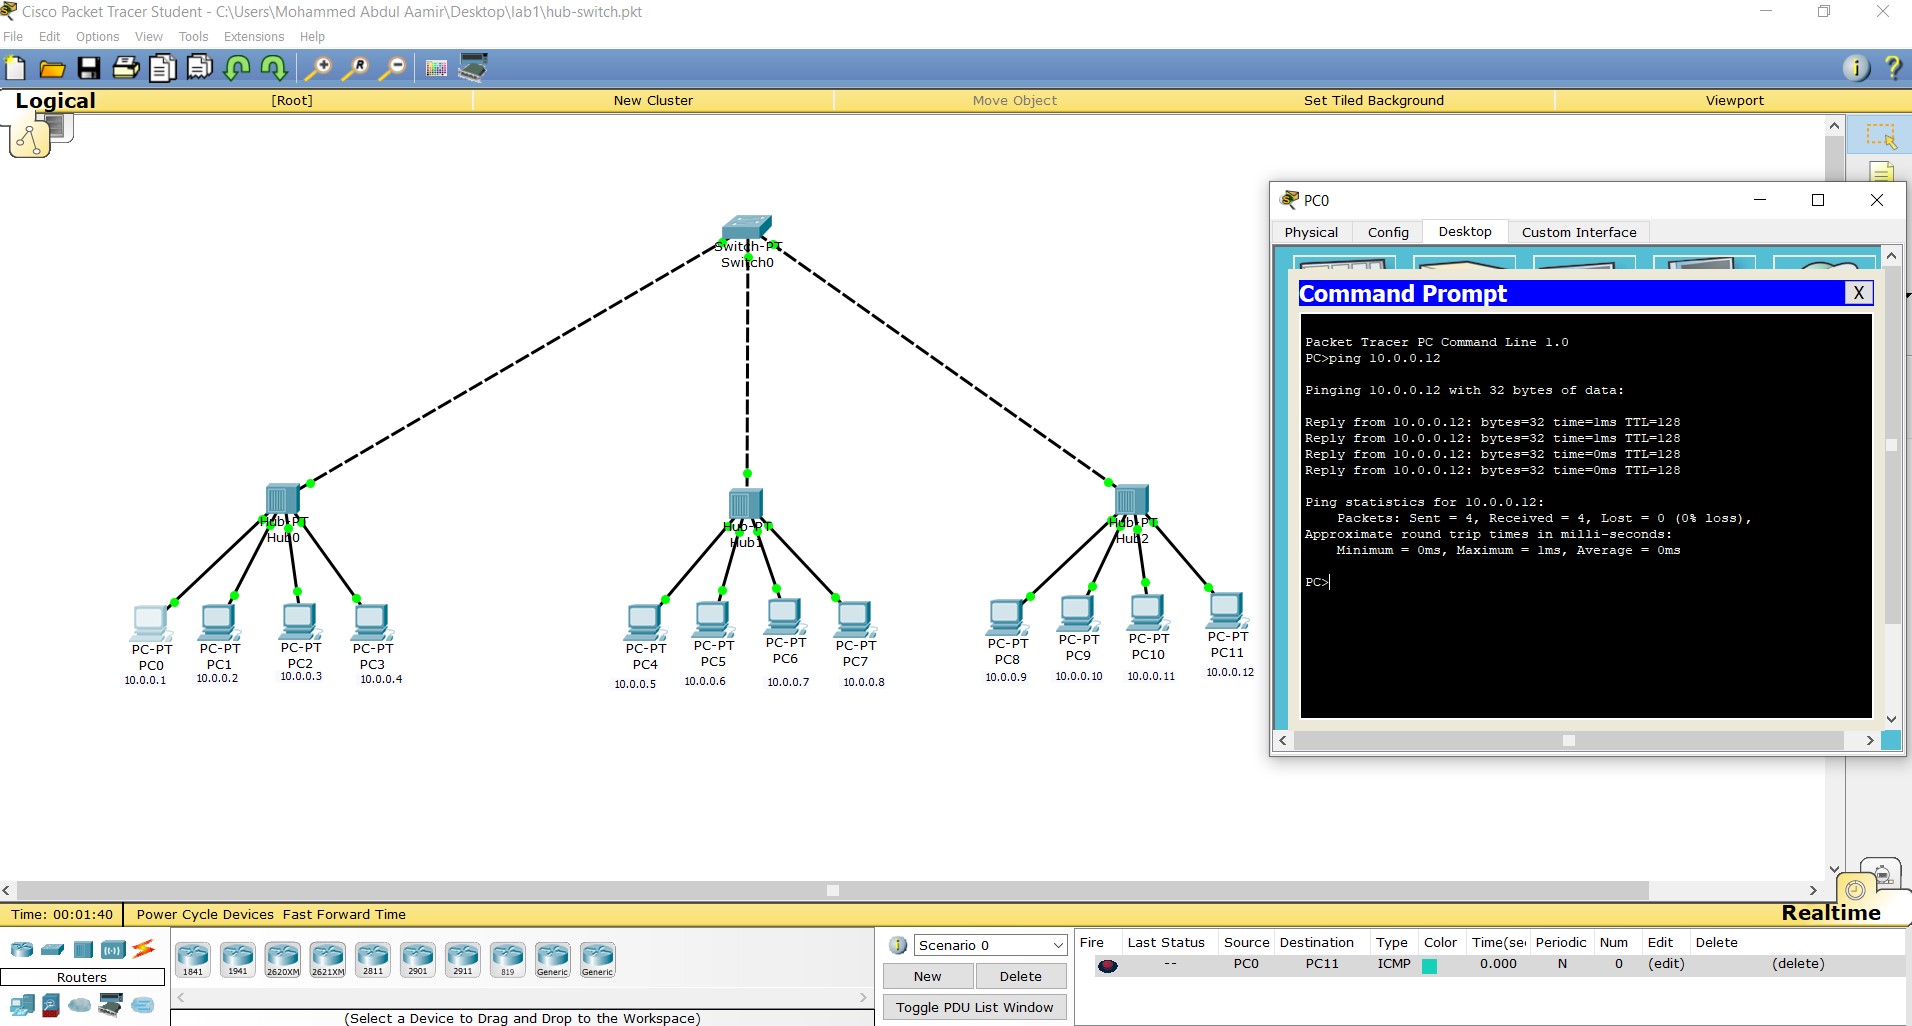 Cisco Packet Tracer Student - C:\Users\Mohammed Abdul Aamir\Desktop\lab1\hub-switch.pkt
File Edit Options View Tools Extensions Help
Logical [Root] New Cluster Move Object Set Tiled Background Viewport
Switch-PT
Switch0
Hub-PT
Hub0
Hub-PT
Hub1
Hub-PT
Hub2
PC-PT
PC0
10.0.0.1
PC-PT
PC1
10.0.0.2
PC-PT
PC2
10.0.0.3
PC-PT
PC3
10.0.0.4
PC-PT
PC4
10.0.0.5
PC-PT
PC5
10.0.0.6
PC-PT
PC6
10.0.0.7
PC-PT
PC7
10.0.0.8
PC-PT
PC8
10.0.0.9
PC-PT
PC9
10.0.0.10
PC-PT
PC10
10.0.0.11
PC-PT
PC11
10.0.0.12
PC0
Physical Config Desktop Custom Interface
Command Prompt X
Packet Tracer PC Command Line 1.0
PC>ping 10.0.0.12
Pinging 10.0.0.12 with 32 bytes of data:
Reply from 10.0.0.12: bytes=32 time=1ms TTL=128
Reply from 10.0.0.12: bytes=32 time=1ms TTL=128
Reply from 10.0.0.12: bytes=32 time=0ms TTL=128
Reply from 10.0.0.12: bytes=32 time=0ms TTL=128
Ping statistics for 10.0.0.12:
Packets: Sent = 4, Received = 4, Lost = 0 (0% loss),
Approximate round trip times in milli-seconds:
Minimum = 0ms, Maximum = 1ms, Average = 0ms
PC>
Time: 00:01:40 Power Cycle Devices Fast Forward Time Realtime
Routers
1841 1941 2620XM 2621XM 2811 2901 2911 819 Generic Generic
(Select a Device to Drag and Drop to the Workspace)
Scenario 0
New Delete
Toggle PDU List Window
Fire Last Status Source Destination Type Color Time(sec Periodic Num Edit Delete
-- PC0 PC11 ICMP 0.000 N 0 (edit) (delete)